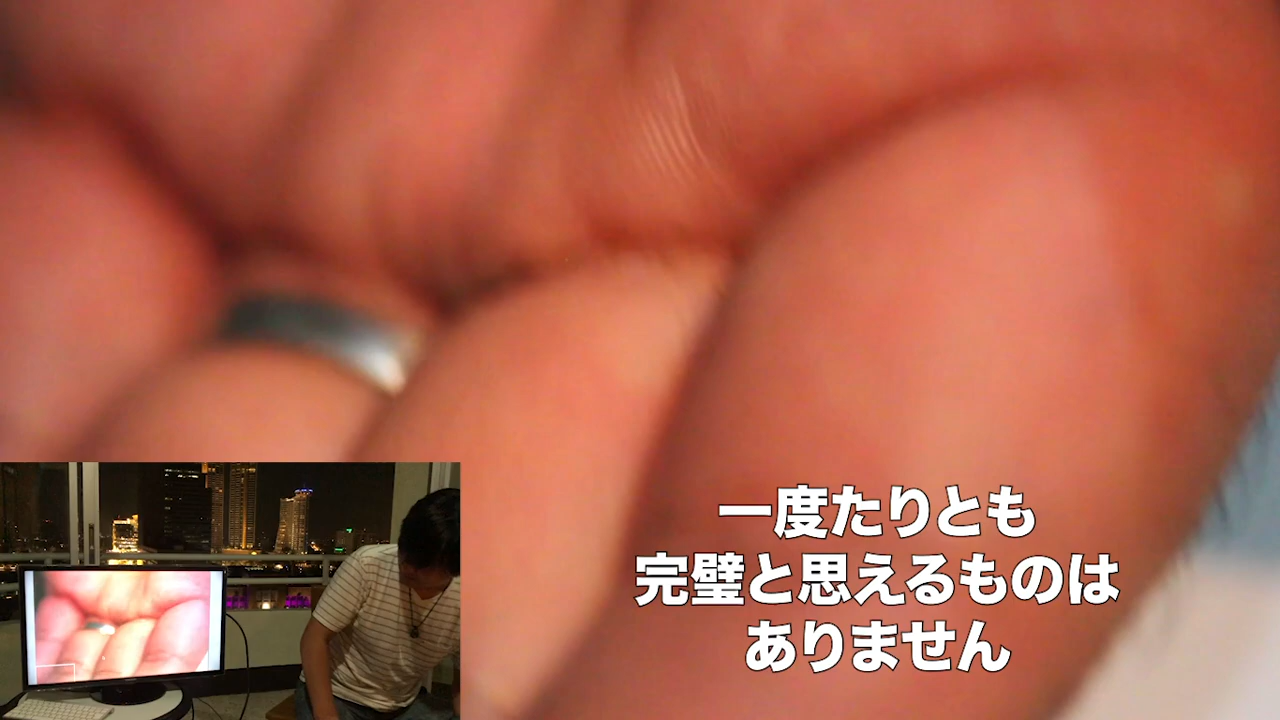 一度たりとも
完璧と思えるものは
ありません